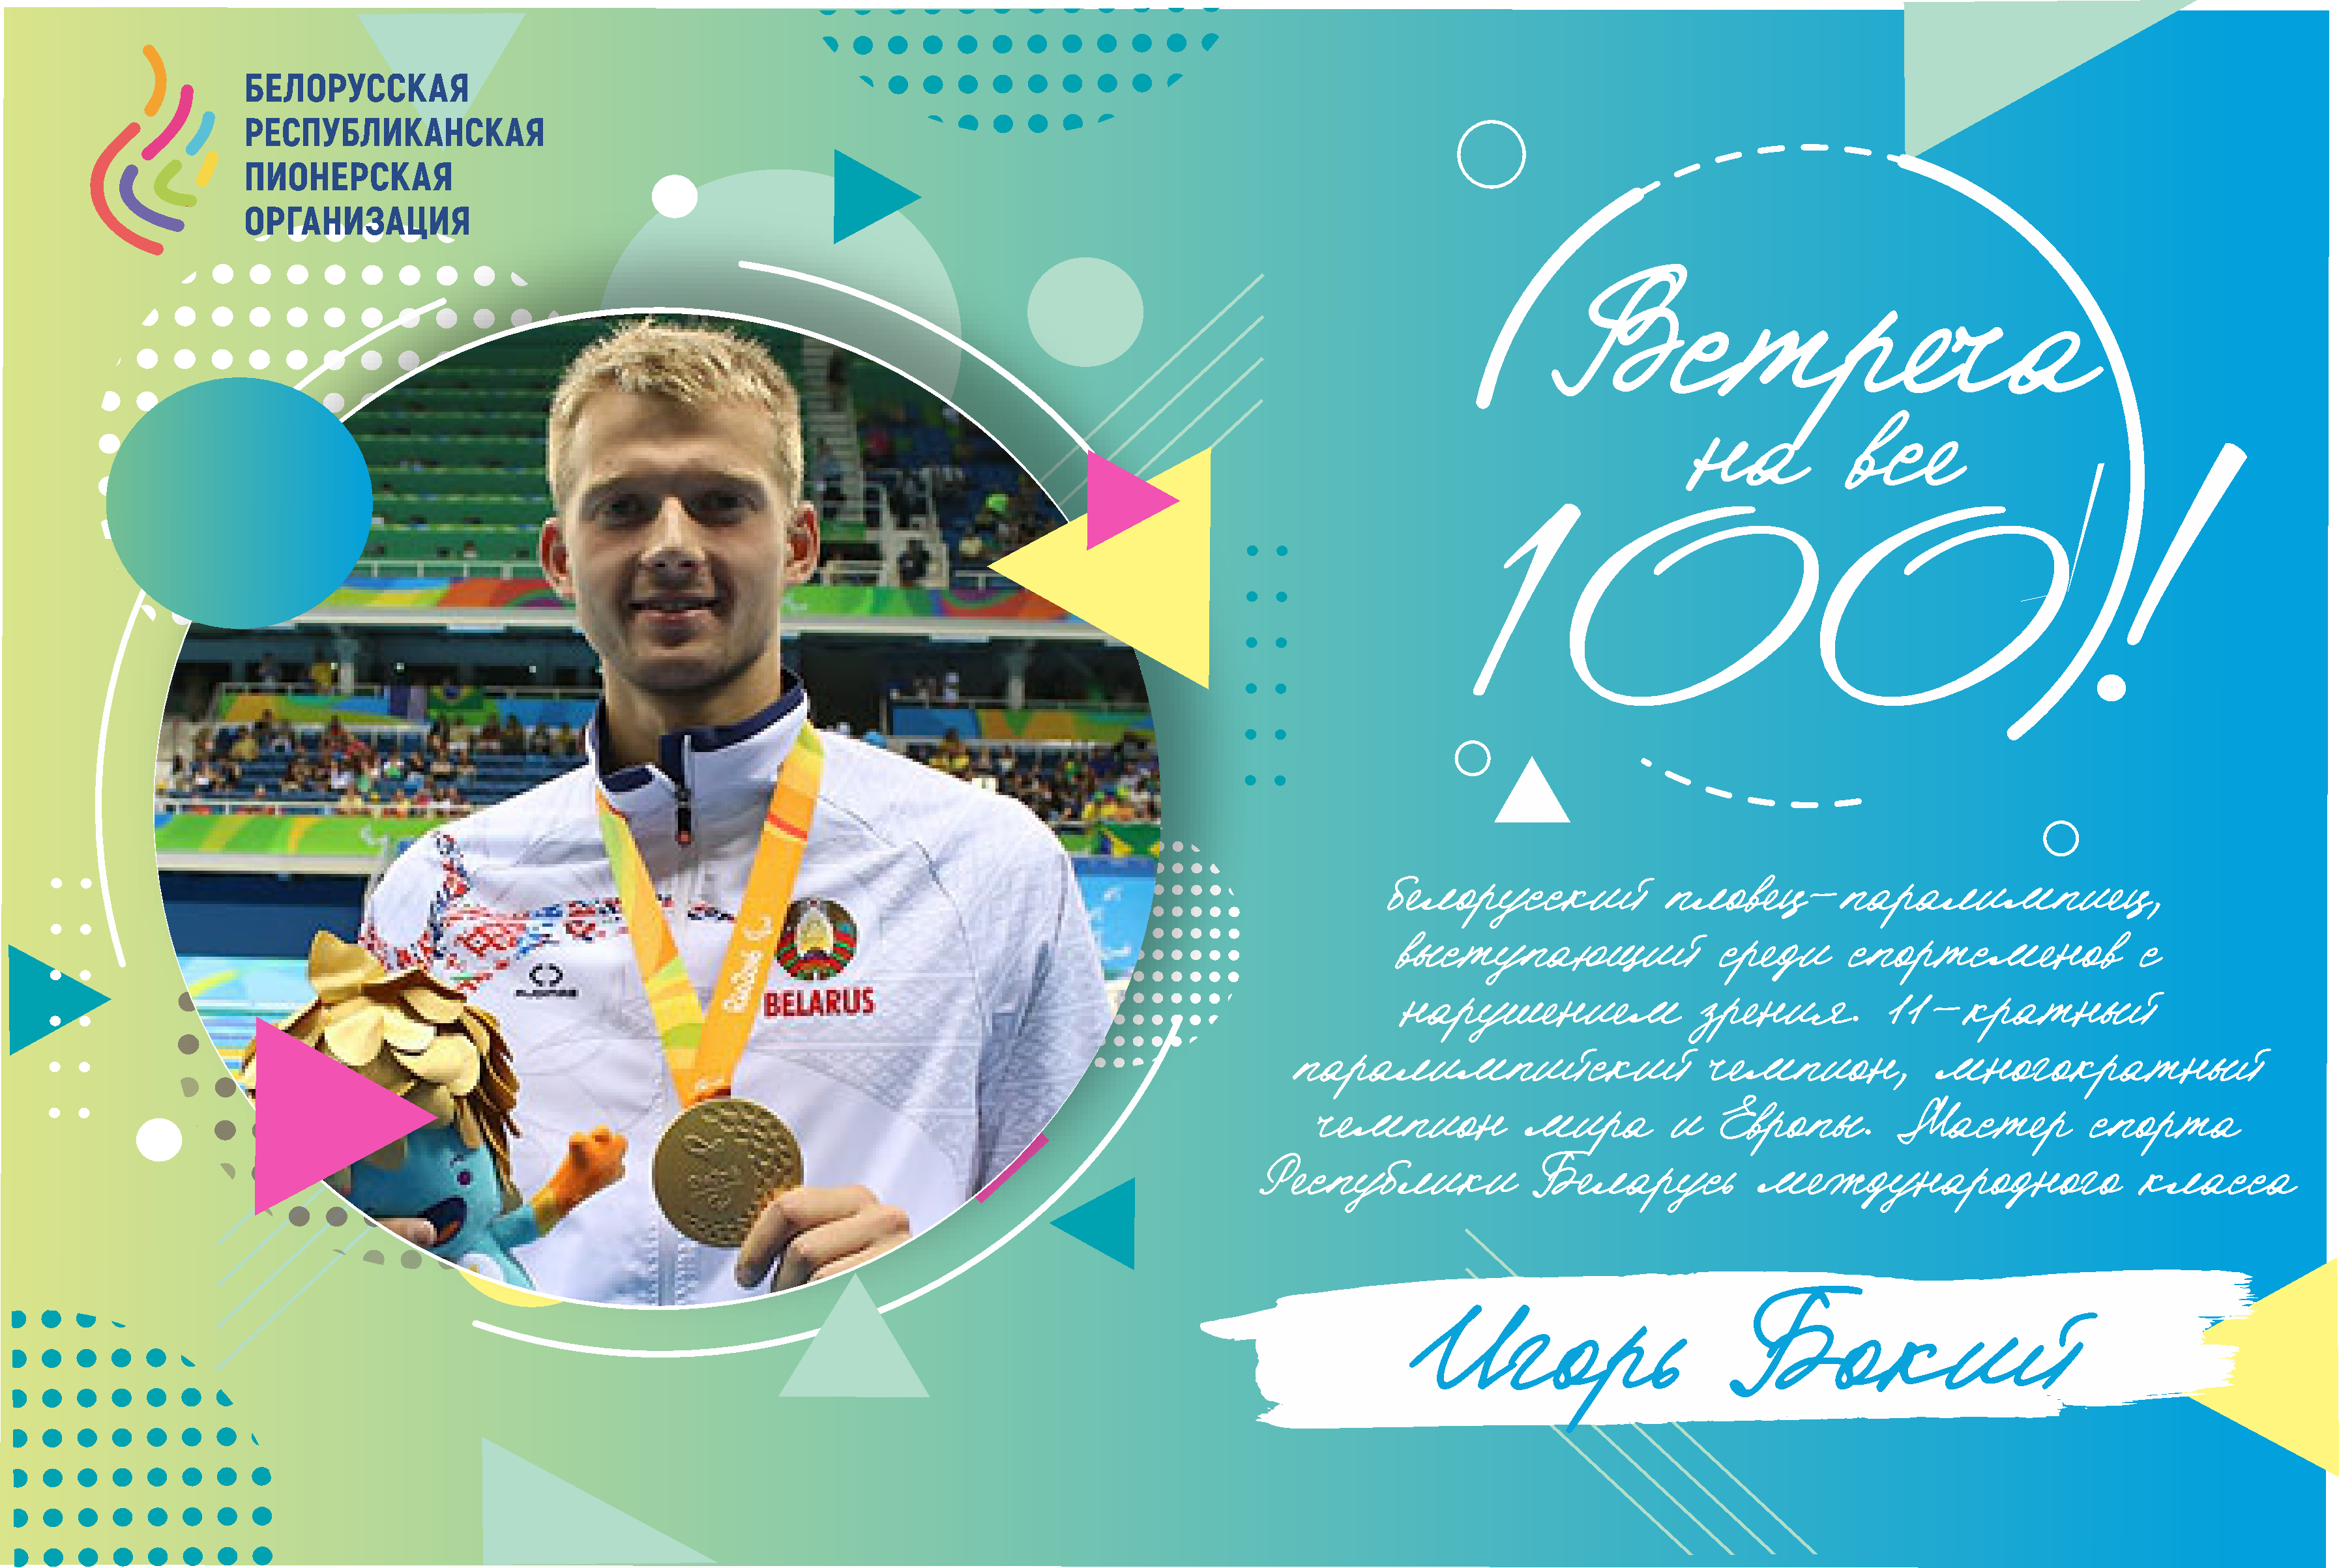 БЕЛОРУССКАЯ
РЕСПУБЛИКАНСКАЯ
ПИОНЕРСКАЯ
ОРГАНИЗАЦИЯ
Встреча
на все
100!
BELARUS
белорусский пловец-паралимпиец,
выступающий среди спортсменов с
нарушением зрения. 11-кратный
паралимпийский чемпион, многократный
чемпион мира и Европы. Мастер спорта
Республики Беларусь международного класса
Игорь Бокий